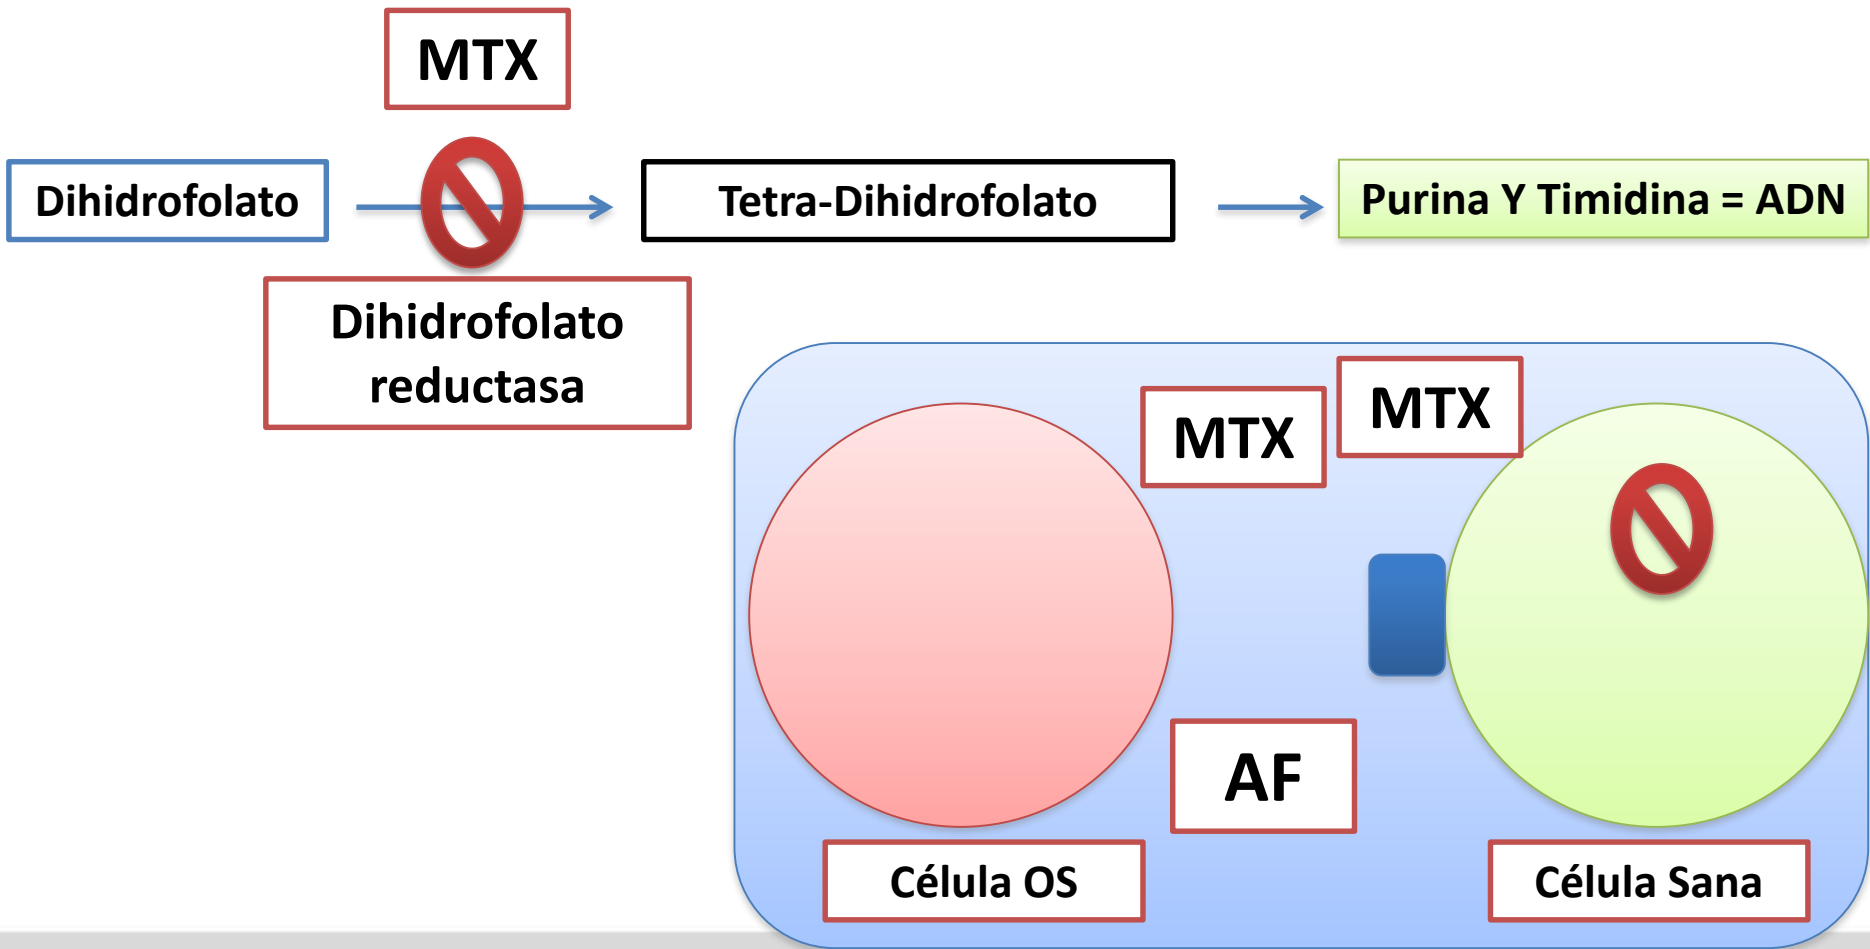 MTX
Dihidrofolato
Tetra-Dihidrofolato
Purina Y Timidina = ADN
Dihidrofolato
reductasa
MTX
MTX
AF
Célula OS
Célula Sana